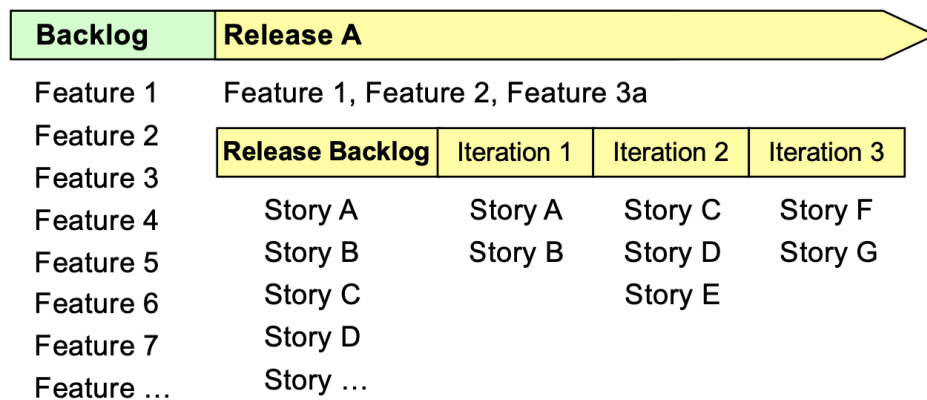 Backlog Release A
Feature 1 Feature 1, Feature 2, Feature 3a
Feature 2
Feature 3
Feature 4
Feature 5
Feature 6
Feature 7
Feature …
Release Backlog Iteration 1 Iteration 2 Iteration 3
Story A Story A Story C Story F
Story B Story B Story D Story G
Story C Story E
Story D
Story …